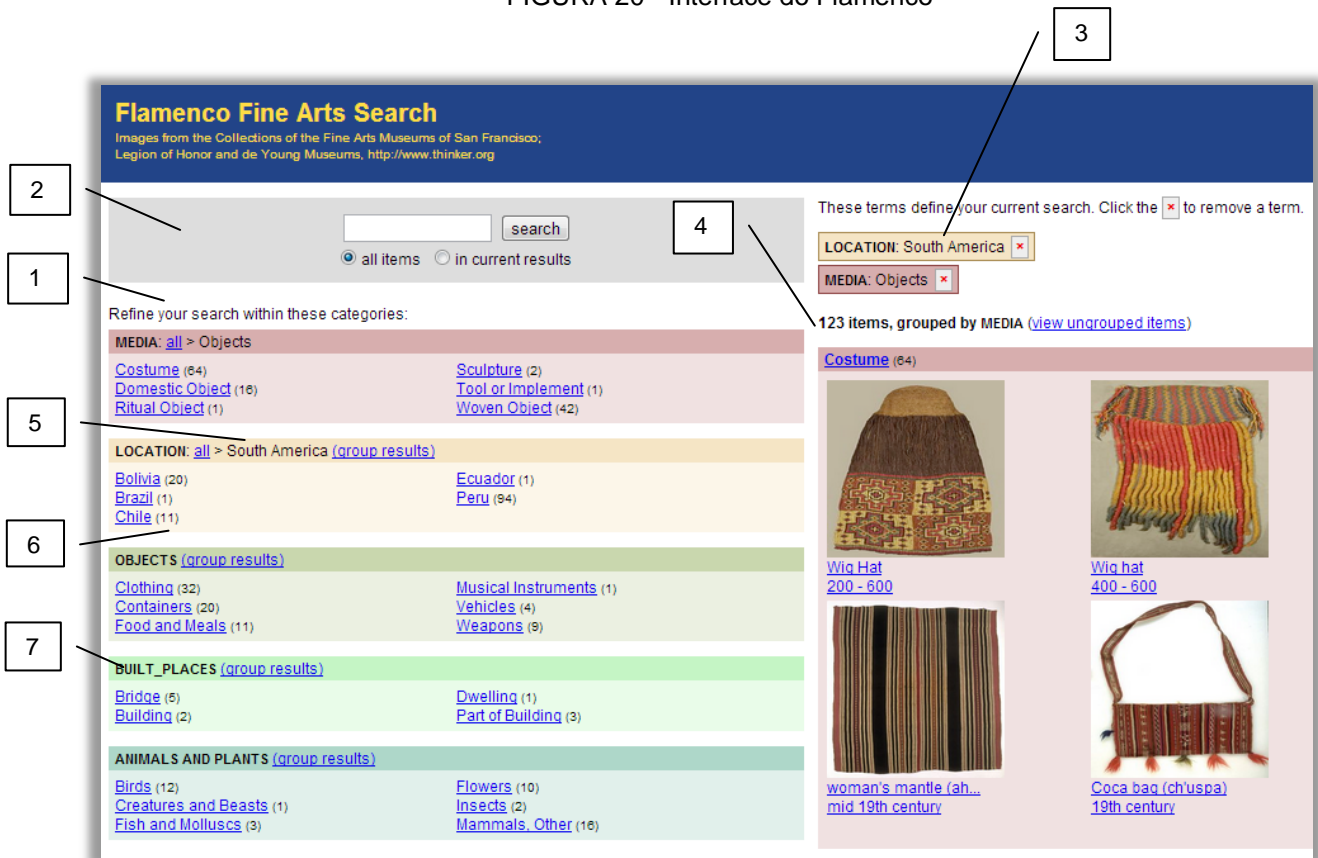 FIGURA 20 - Interface do Flamenco
3
Flamenco Fine Arts Search
Images from the Collections of the Fine Arts Museums of San Francisco;
Legion of Honor and de Young Museums, http://www.thinker.org
2
search
all items in current results
1
Refine your search within these categories:
MEDIA: all > Objects
Costume (64) Sculpture (2)
Domestic Object (16) Tool or Implement (1)
Ritual Object (1) Woven Object (42)
5
LOCATION: all > South America (group results)
Bolivia (20) Ecuador (1)
Brazil (1) Peru (94)
Chile (11)
6
OBJECTS (group results)
Clothing (32) Musical Instruments (1)
Containers (20) Vehicles (4)
Food and Meals (11) Weapons (9)
7
BUILT_PLACES (group results)
Bridge (5) Dwelling (1)
Building (2) Part of Building (3)
ANIMALS AND PLANTS (group results)
Birds (12) Flowers (10)
Creatures and Beasts (1) Insects (2)
Fish and Molluscs (3) Mammals, Other (16)
4
These terms define your current search. Click the × to remove a term.
LOCATION: South America ×
MEDIA: Objects ×
123 items, grouped by MEDIA (view ungrouped items)
Costume (64)
Wig Hat
200 - 600
Wig hat
400 - 600
woman's mantle (ah...
mid 19th century
Coca bag (ch'uspa)
19th century